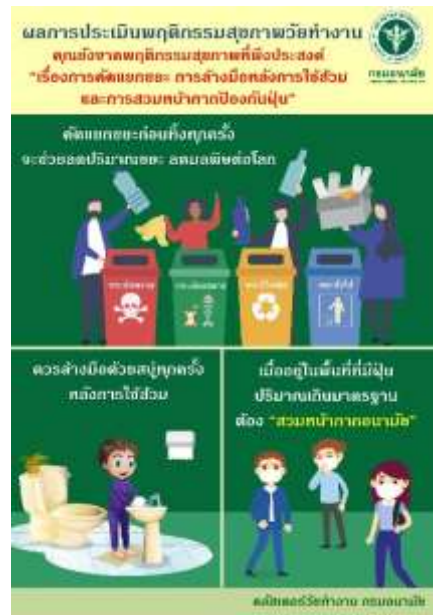 ผลการประเมินพฤติกรรมสุขภาพวัยทำงาน
คุณยังขาดพฤติกรรมสุขภาพที่พึงประสงค์
"เรื่องการคัดแยกขยะ การล้างมือหลังการใช้ส้วม
และการสวมหน้ากากป้องกันฝุ่น"
กรมอนามัย
คัดแยกขยะก่อนทิ้งทุกครั้ง
จะช่วยลดปริมาณขยะ ลดมลพิษต่อโลก
ควรล้างมือด้วยสบู่ทุกครั้ง
หลังการใช้ส้วม
เมื่ออยู่ในพื้นที่ที่มีฝุ่น
ปริมาณเกินมาตรฐาน
ต้อง "สวมหน้ากากอนามัย"
คลัสเตอร์วัยทำงาน กรมอนามัย